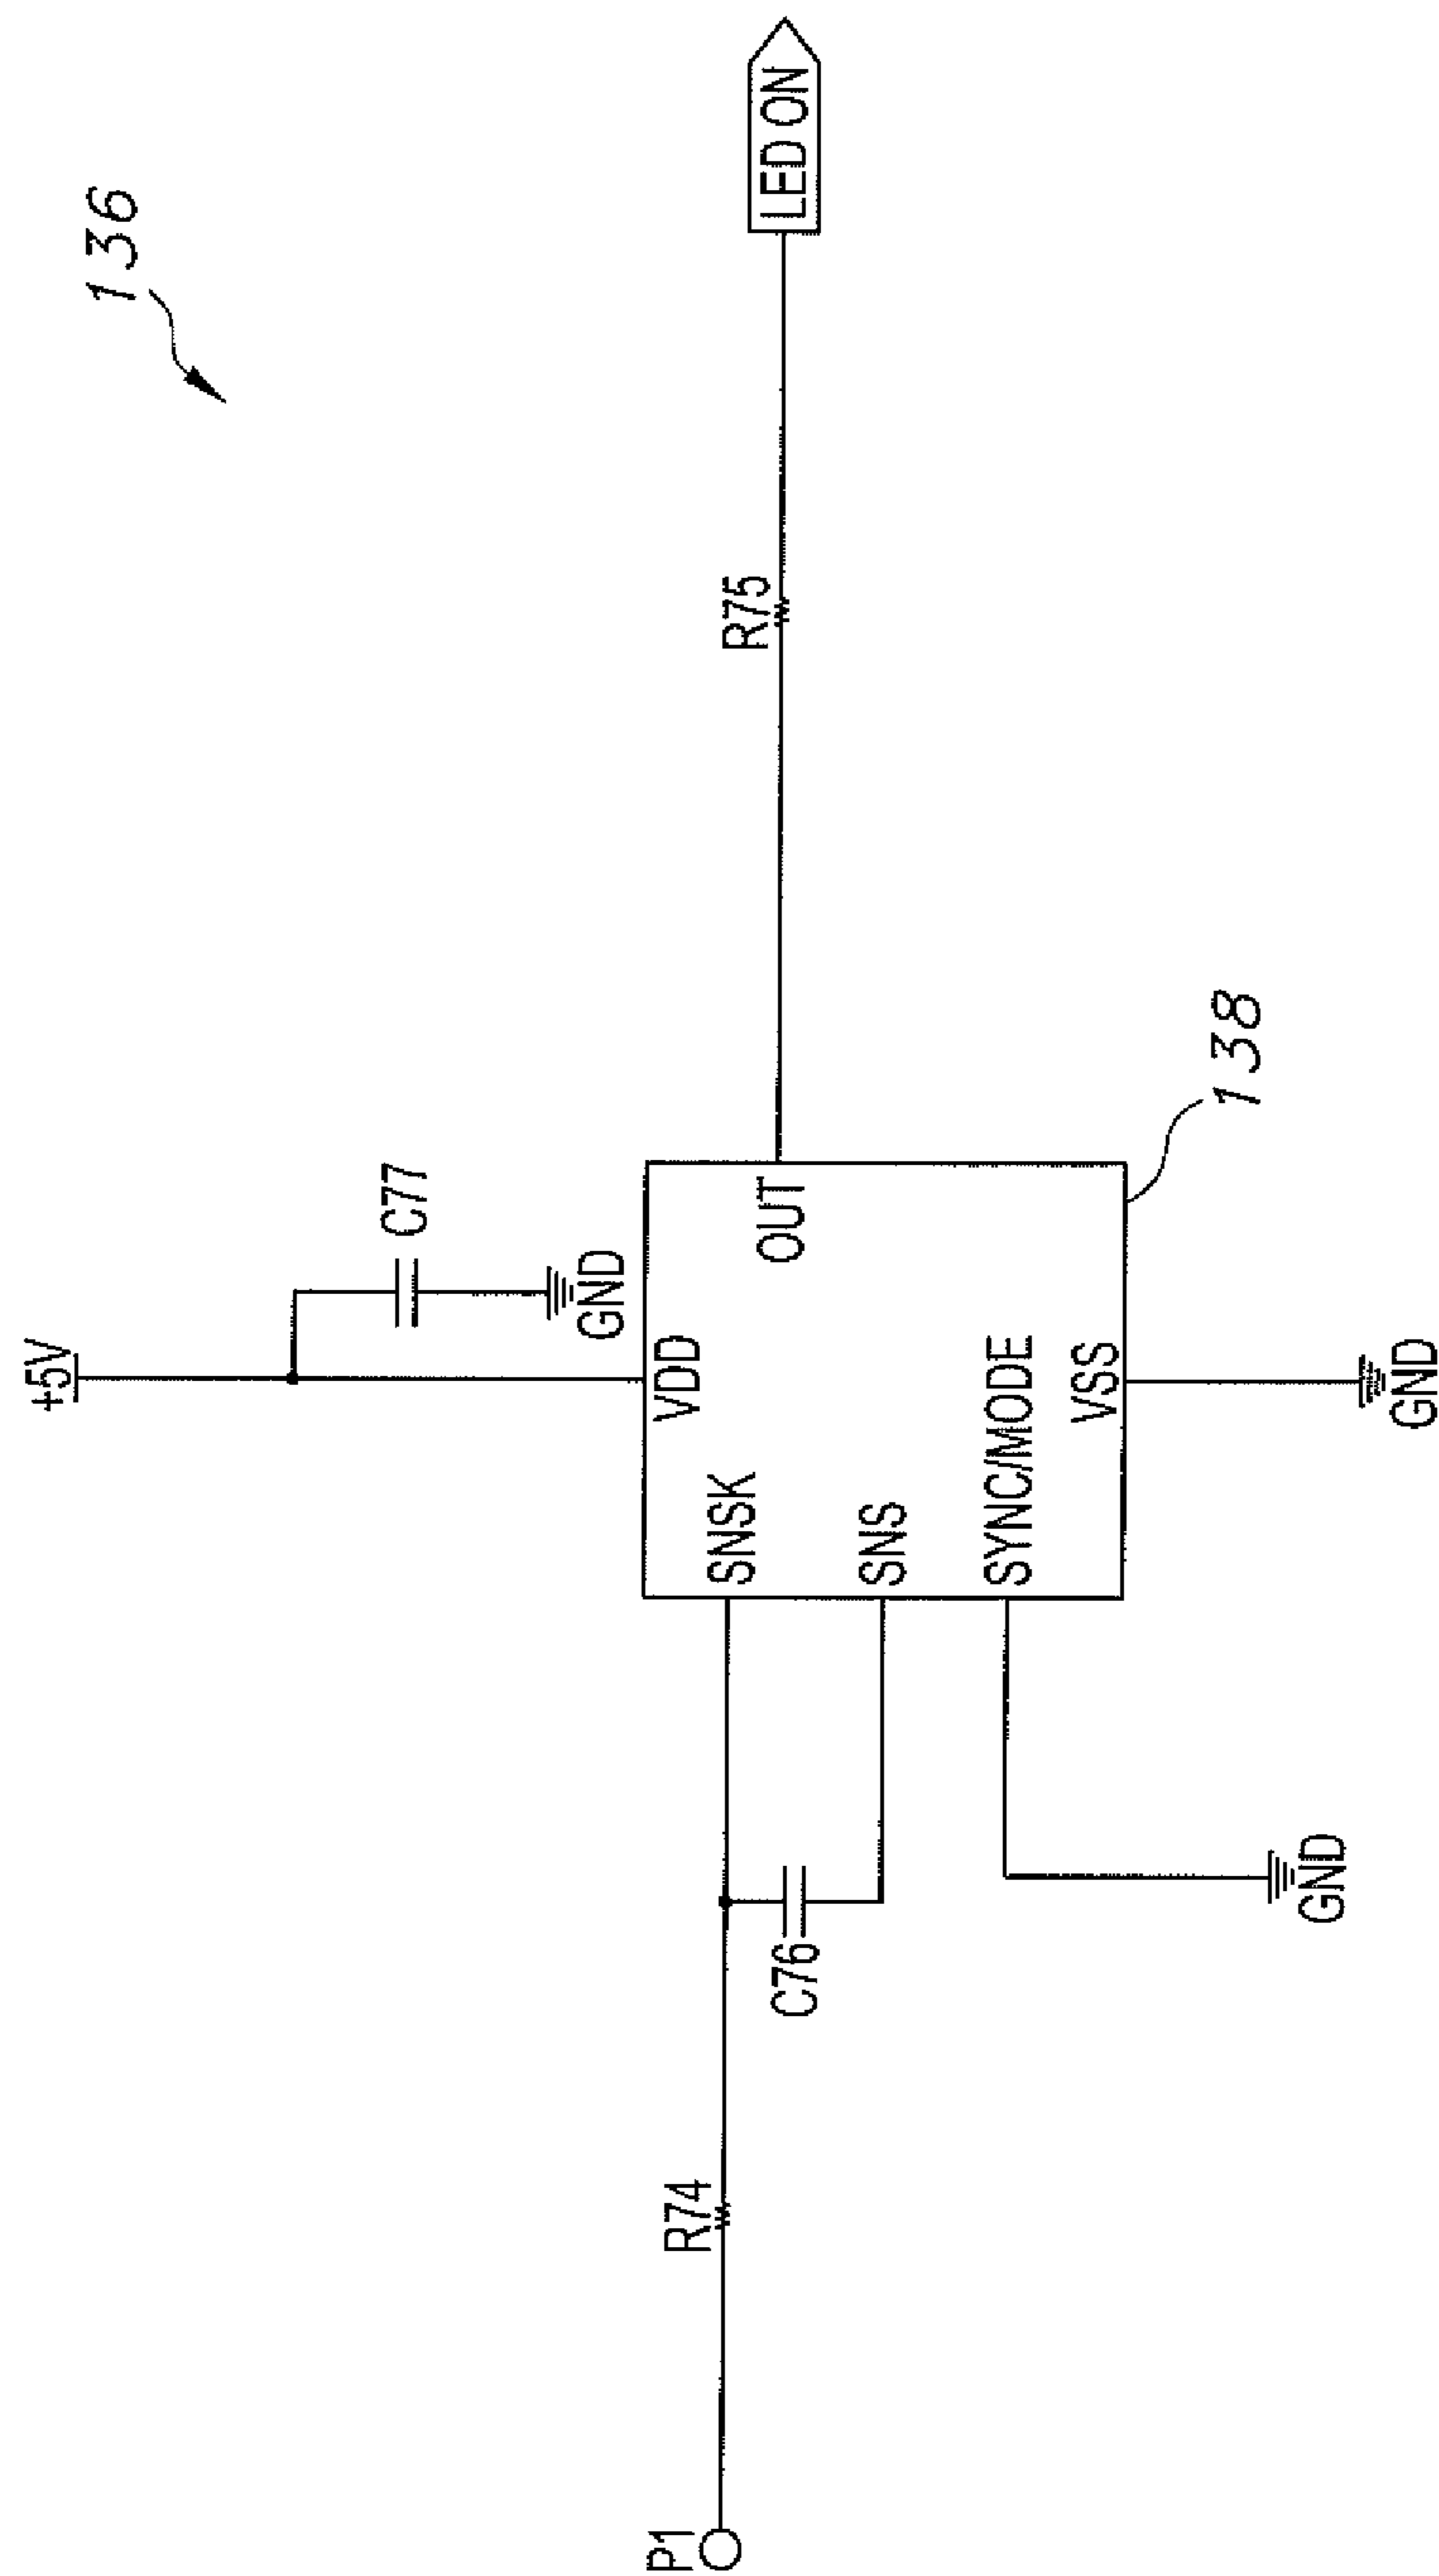 136
+5V
C77
GND
R74
P1
C76
SNSK
VDD
SNS
OUT
SYNC/MODE
VSS
R75
LED ON
138
GND
GND